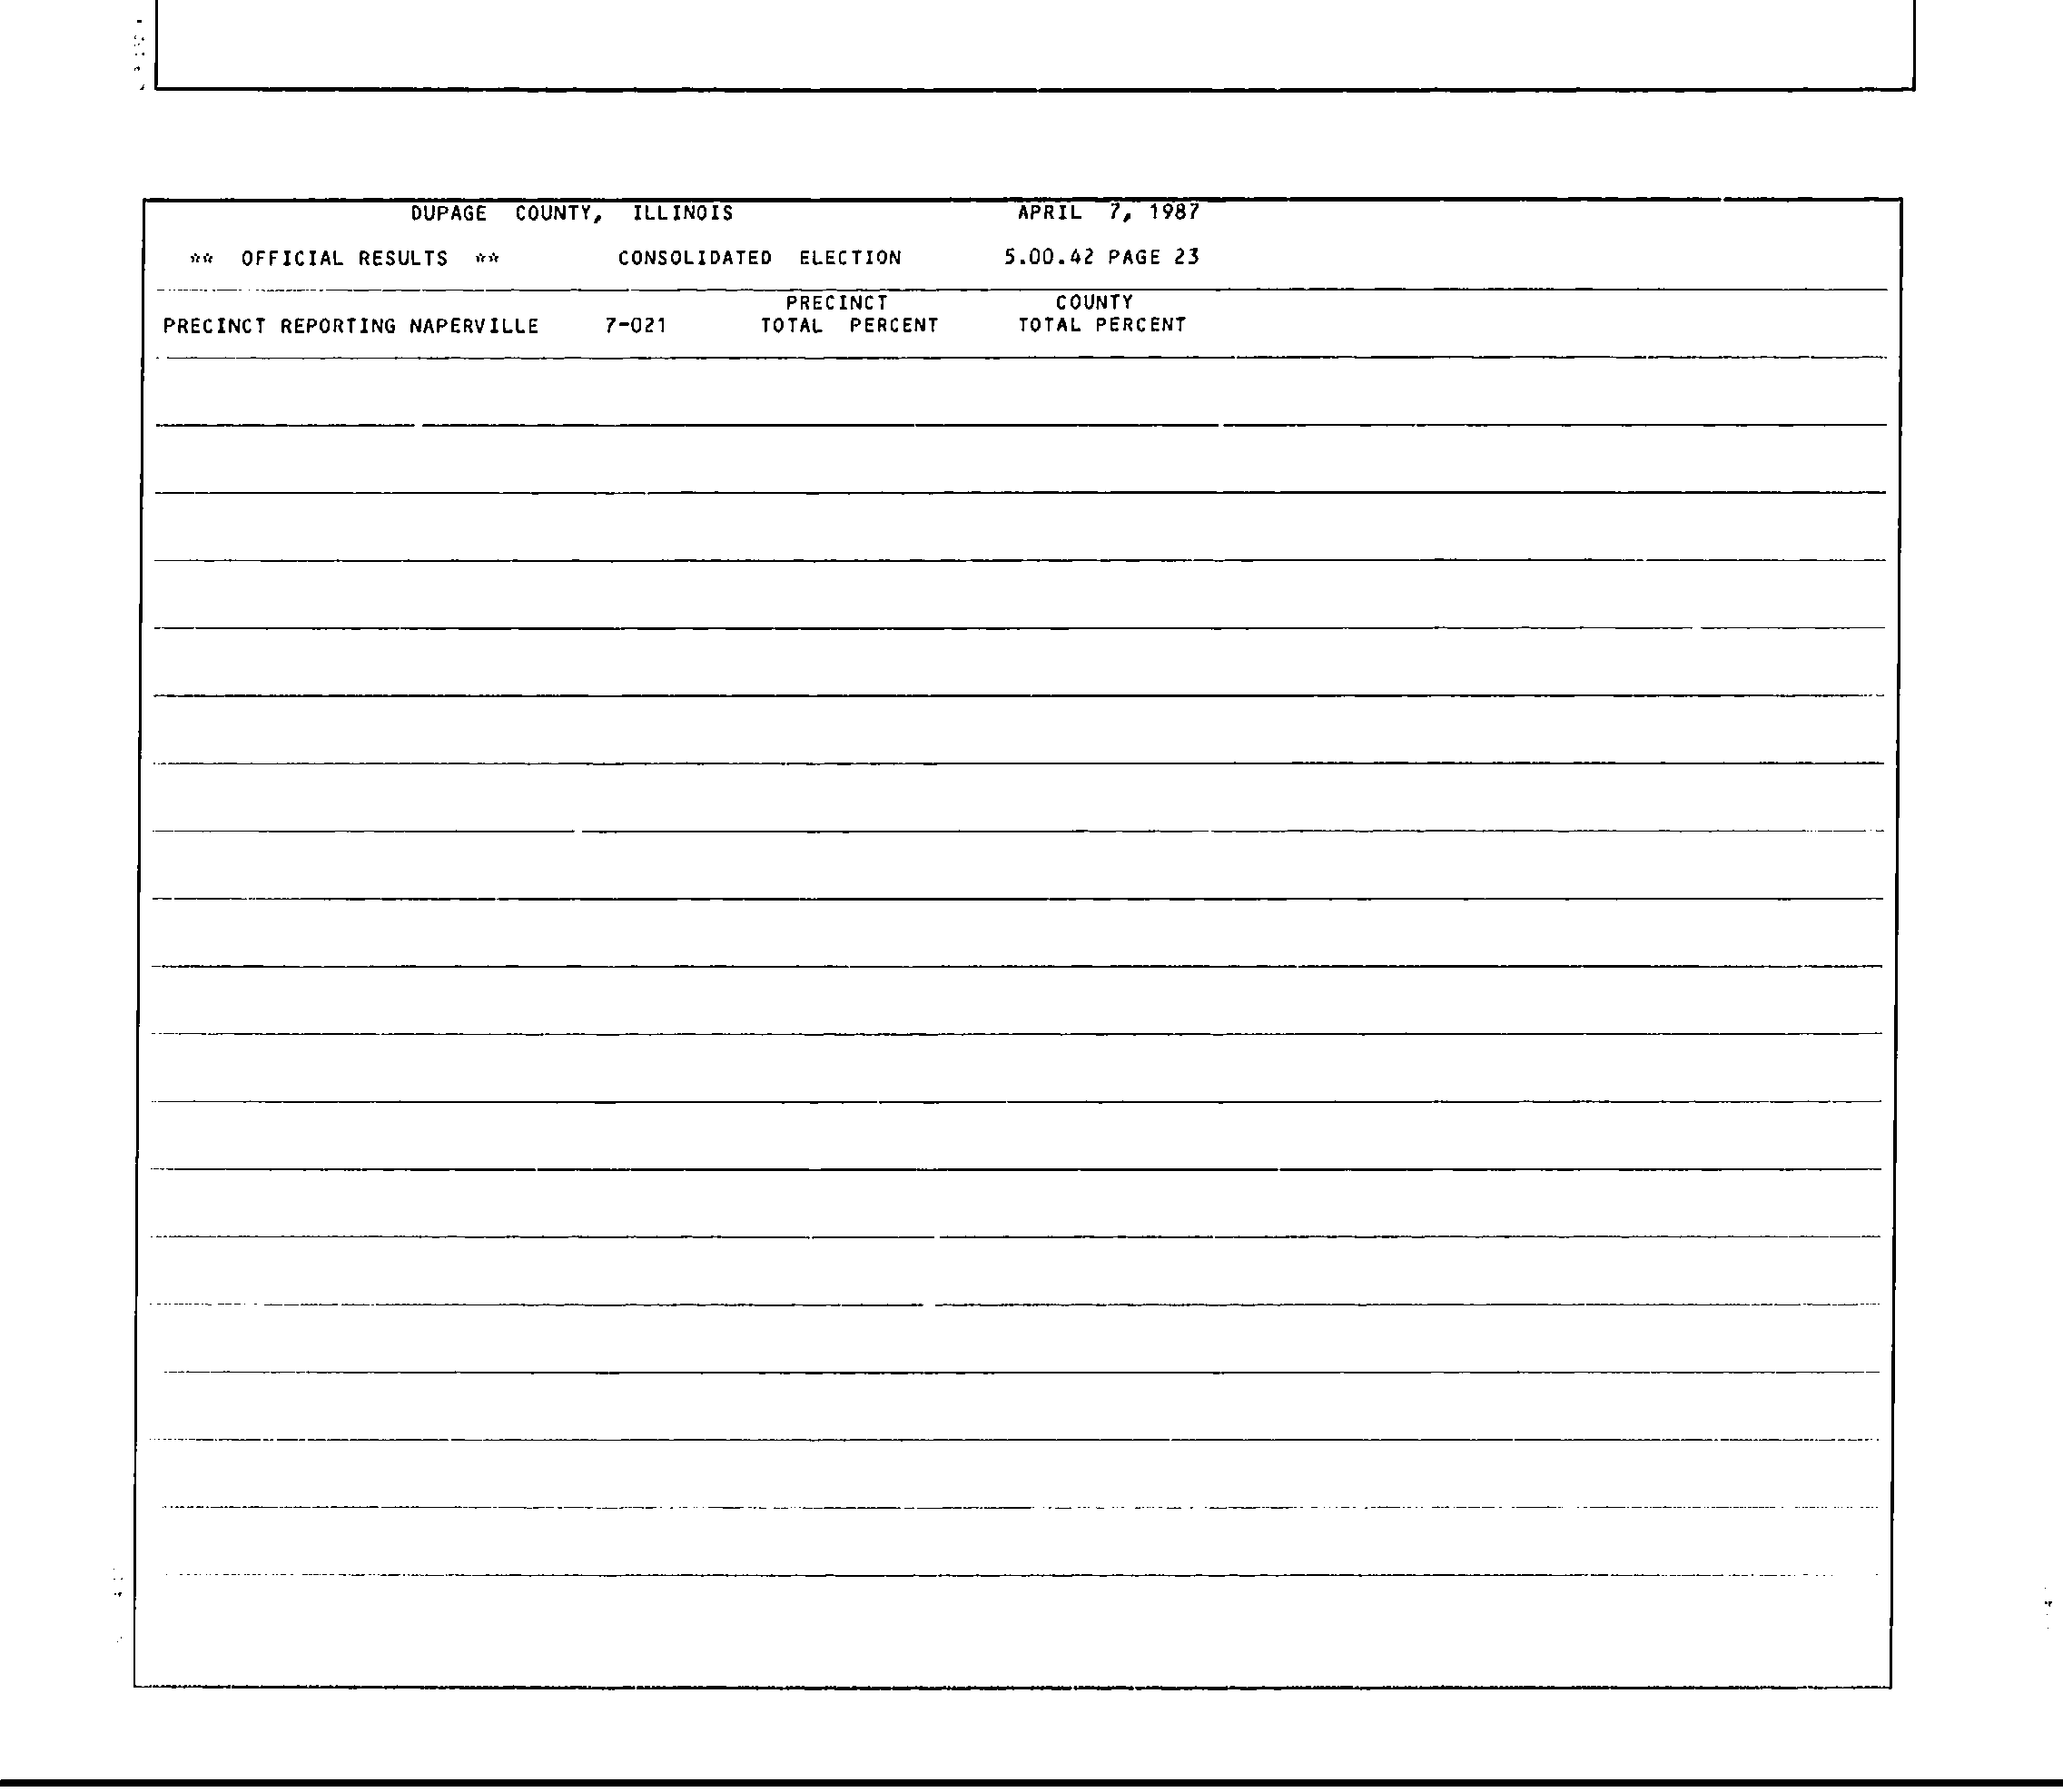 DUPAGE COUNTY, ILLINOIS APRIL 7, 1987
** OFFICIAL RESULTS ** CONSOLIDATED ELECTION 5.00.42 PAGE 23
PRECINCT COUNTY
PRECINCT REPORTING NAPERVILLE 7-021 TOTAL PERCENT TOTAL PERCENT